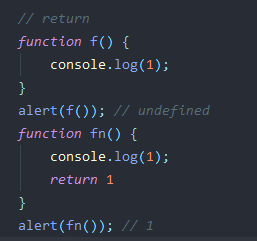 // return
function f() {
    console.log(1);
}
alert(f()); // undefined
function fn() {
    console.log(1);
    return 1
}
alert(fn()); // 1